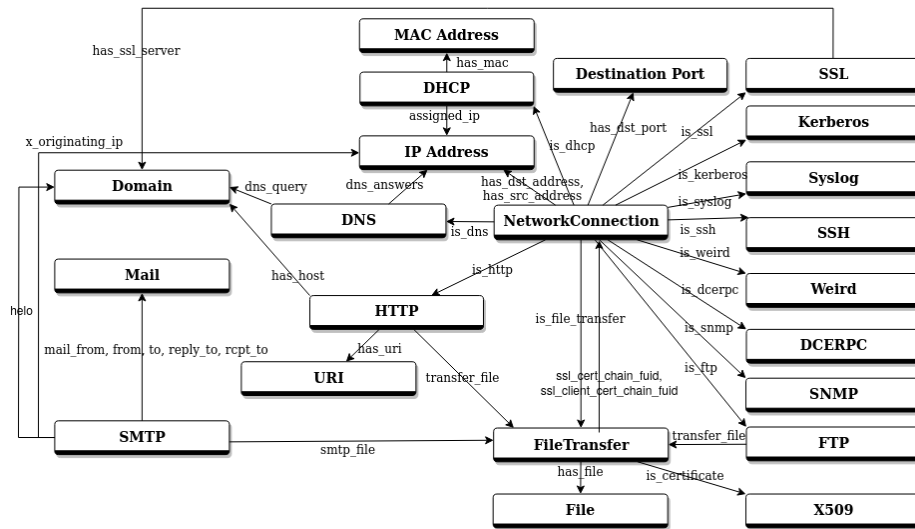 MAC Address
has_ssl_server
has_mac
Destination Port
SSL
DHCP
assigned_ip
has_dst_port
is_ssl
Kerberos
x_originating_ip
IP Address
is_dhcp
is_kerberos
Syslog
Domain
dns_query
dns_answers
has_dst_address,
has_src_address
is_syslog
DNS
is_dns
NetworkConnection
is_ssh
SSH
is_weird
Mail
has_host
is_http
Weird
is_dcerpc
helo
HTTP
is_file_transfer
is_snmp
DCERPC
mail_from, from, to, reply_to, rcpt_to
has_uri
is_ftp
URI
transfer_file
ssl_cert_chain_fuid,
ssl_client_cert_chain_fuid
SNMP
SMTP
smtp_file
FileTransfer
transfer_file
FTP
has_file
is_certificate
File
X509